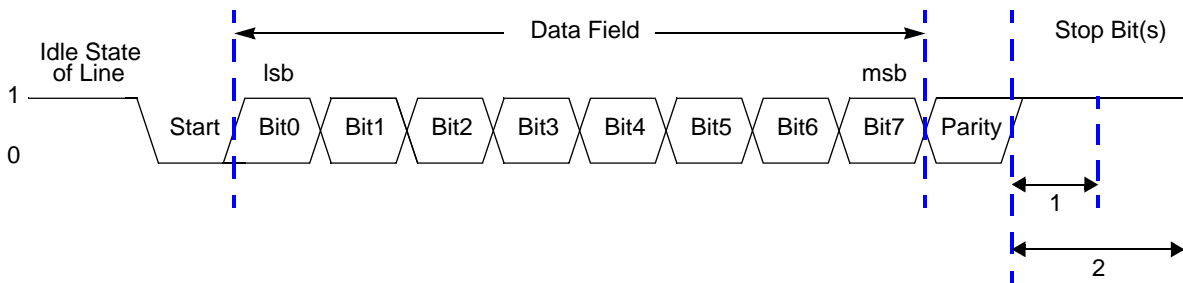 Data Field
Stop Bit(s)
Idle State
of Line
lsb
msb
1
Start
Bit0
Bit1
Bit2
Bit3
Bit4
Bit5
Bit6
Bit7
Parity
0
1
2